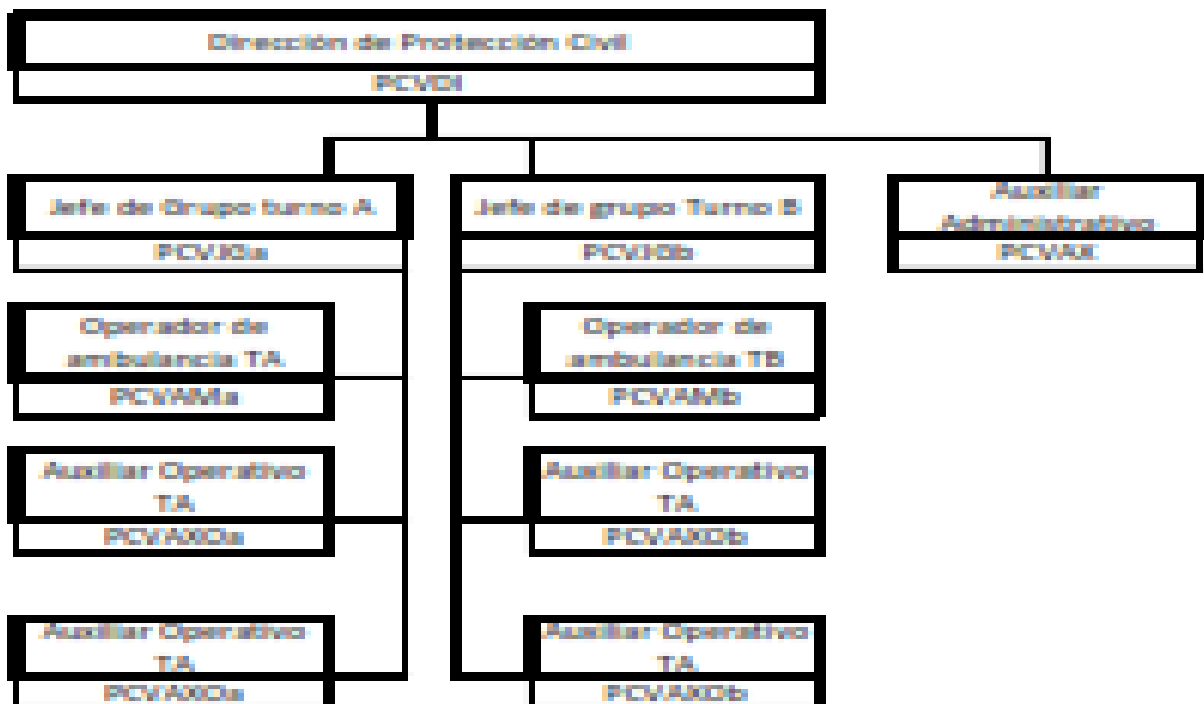 Dirección de Protección Civil
PCVDI
Jefe de Grupo turno A
PCVJGa
Jefe de grupo Turno B
PCVJGb
Auxiliar
Administrativo
PCVAX
Operador de
ambulancia TA
PCVAMa
Operador de
ambulancia TB
PCVAMb
Auxiliar Operativo
TA
PCVAXOa
Auxiliar Operativo
TA
PCVAXOb
Auxiliar Operativo
TA
PCVAXOa
Auxiliar Operativo
TA
PCVAXOb